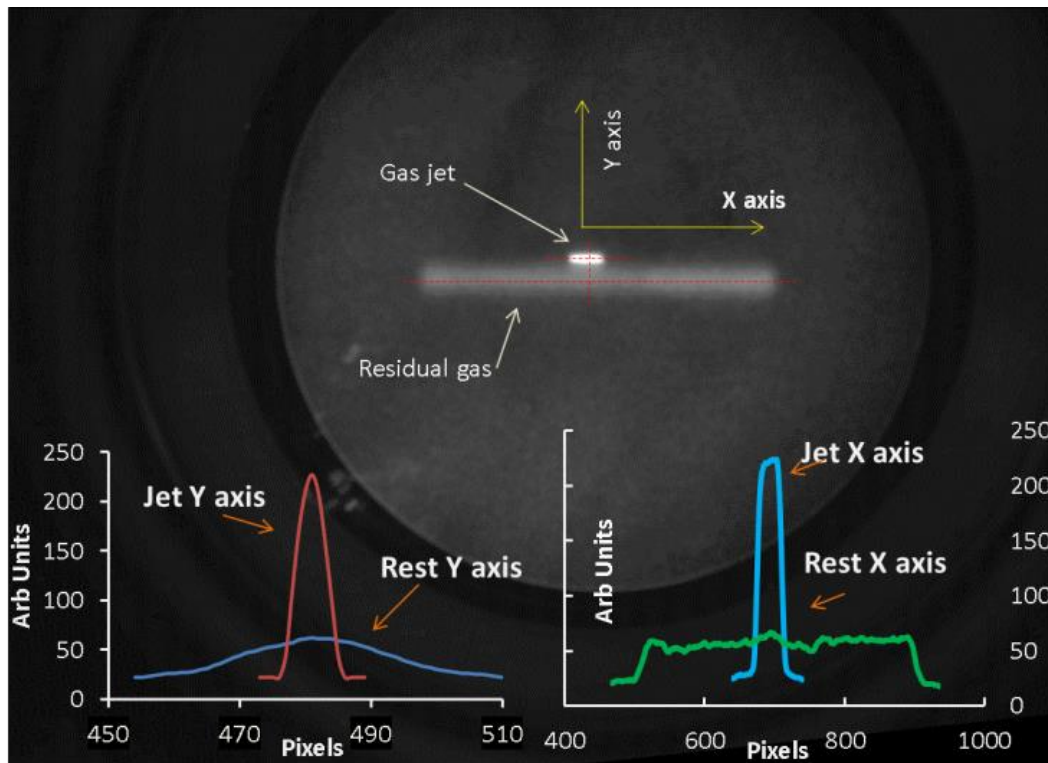 Y axis
Gas jet
X axis
Residual gas
250
200
150
100
50
0
Arb Units
Jet Y axis
Rest Y axis
450
470
490
510
Pixels
Jet X axis
Rest X axis
Arb Units
250
200
150
100
50
0
400
600
800
1000
Pixels